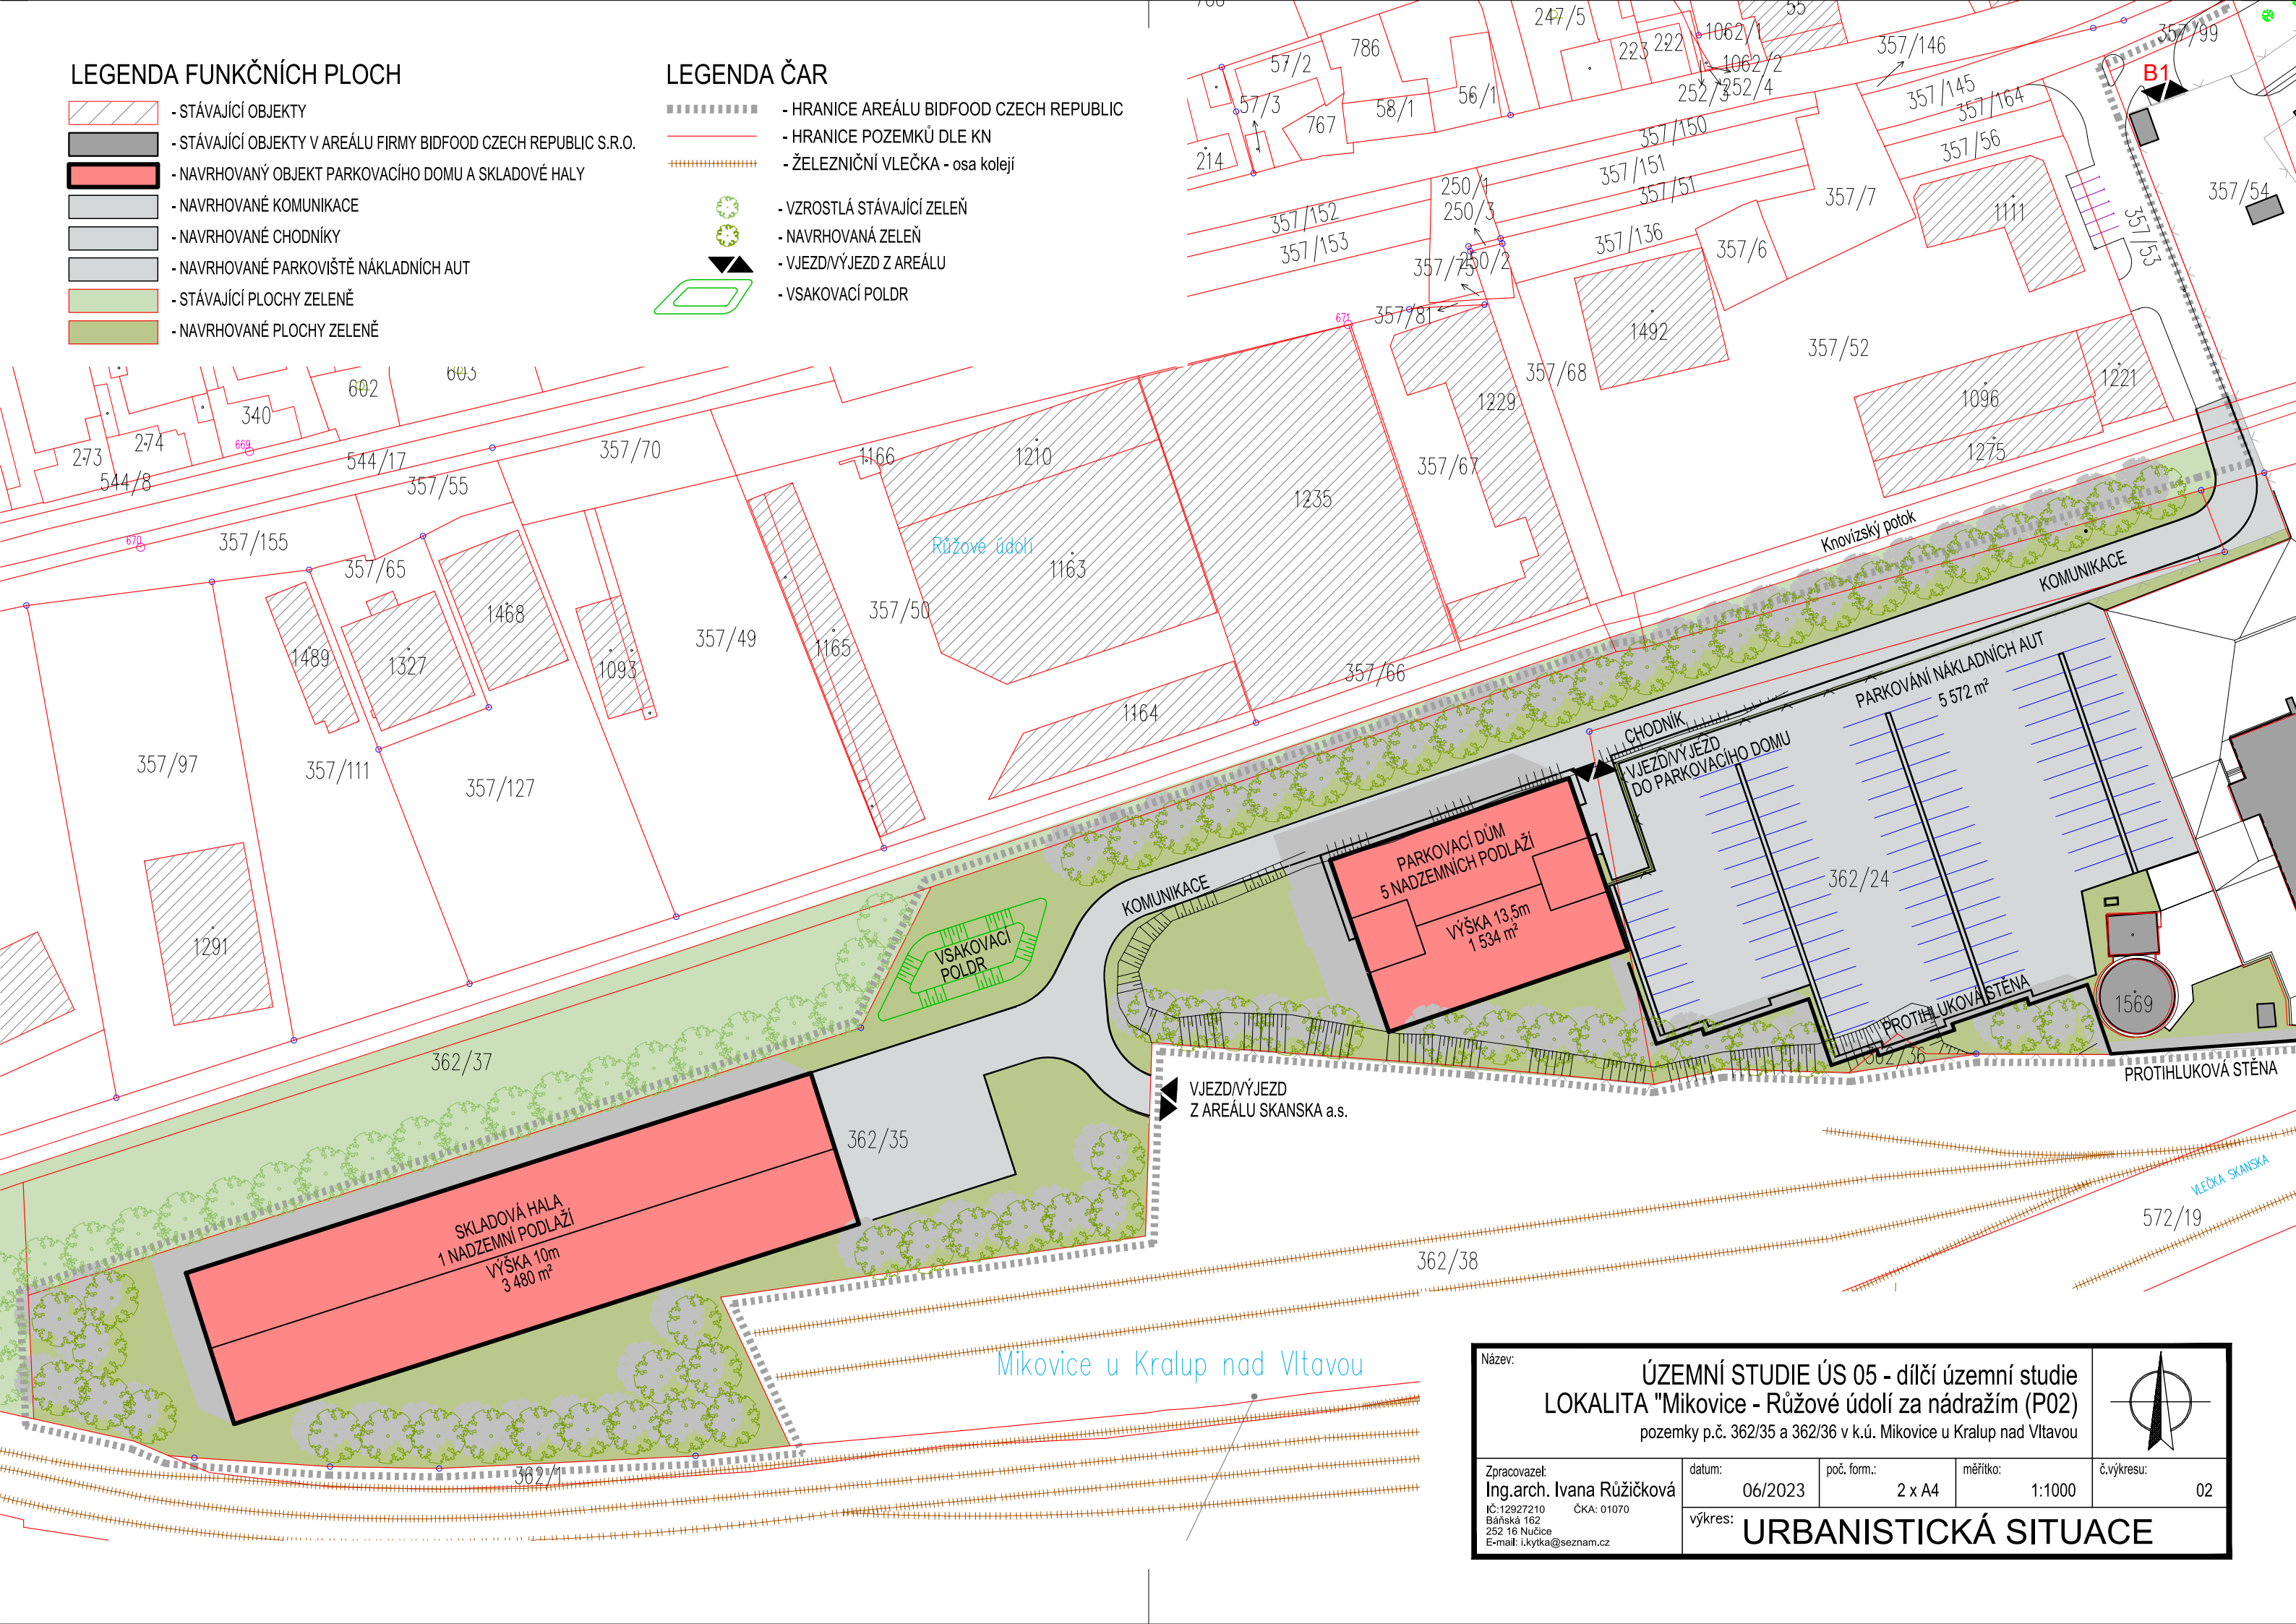 LEGENDA FUNKČNÍCH PLOCH
- STÁVAJÍCÍ OBJEKTY
- STÁVAJÍCÍ OBJEKTY V AREÁLU FIRMY BIDFOOD CZECH REPUBLIC S.R.O.
- NAVRHOVANÝ OBJEKT PARKOVACÍHO DOMU A SKLADOVÉ HALY
- NAVRHOVANÉ KOMUNIKACE
- NAVRHOVANÉ CHODNÍKY
- NAVRHOVANÉ PARKOVIŠTĚ NÁKLADNÍCH AUT
- STÁVAJÍCÍ PLOCHY ZELENĚ
- NAVRHOVANÉ PLOCHY ZELENĚ
LEGENDA ČAR
- HRANICE AREÁLU BIDFOOD CZECH REPUBLIC
- HRANICE POZEMKŮ DLE KN
- ŽELEZNIČNÍ VLEČKA - osa kolejí
- VZROSTLÁ STÁVAJÍCÍ ZELEŇ
- NAVRHOVANÁ ZELEŇ
- VJEZD/VÝJEZD Z AREÁLU
- VSAKOVACÍ POLDR
247/5
55
786
57/2
223
222
1062/1
1062/2
357/146
357/99
B1
57/3
767
58/1
56/1
252/3
252/4
357/145
357/164
357/150
357/56
214
357/151
357/51
250/1
250/3
250/2
357/152
357/153
357/136
357/6
357/7
1111
357/54
357/53
357/75
357/81
671
1492
357/52
357/68
1229
1096
1221
1275
357/67
602
603
340
274
273
669
544/8
544/17
357/55
357/70
1166
1210
1235
670
357/155
357/65
Růžové údolí
1163
Knovízský potok
KOMUNIKACE
1489
1327
1468
1093
357/49
1165
357/50
357/66
1164
357/97
357/111
357/127
1291
CHODNÍK
VJEZD/VÝJEZD
DO PARKOVACÍHO DOMU
PARKOVÁNÍ NÁKLADNÍCH AUT
5 572 m²
PARKOVACÍ DŮM
5 NADZEMNÍCH PODLAŽÍ
VÝŠKA 13,5m
1 534 m²
362/24
KOMUNIKACE
VSAKOVACÍ
POLDR
PROTIHLUKOVÁ STĚNA
1569
362/36
PROTIHLUKOVÁ STĚNA
362/37
VJEZD/VÝJEZD
Z AREÁLU SKANSKA a.s.
362/35
SKLADOVÁ HALA
1 NADZEMNÍ PODLAŽÍ
VÝŠKA 10m
3 480 m²
VLEČKA SKANSKA
572/19
362/38
Mikovice u Kralup nad Vltavou
362/1
Název:
ÚZEMNÍ STUDIE ÚS 05 - dílčí územní studie
LOKALITA "Mikovice - Růžové údolí za nádražím (P02)
pozemky p.č. 362/35 a 362/36 v k.ú. Mikovice u Kralup nad Vltavou
Zpracovazel:
Ing.arch. Ivana Růžičková
IČ:12927210 ČKA: 01070
Báňská 162
252 16 Nučice
E-mail: i.kytka@seznam.cz
datum:
06/2023
poč. form.:
2 x A4
měřítko:
1:1000
č.výkresu:
02
výkres:
URBANISTICKÁ SITUACE